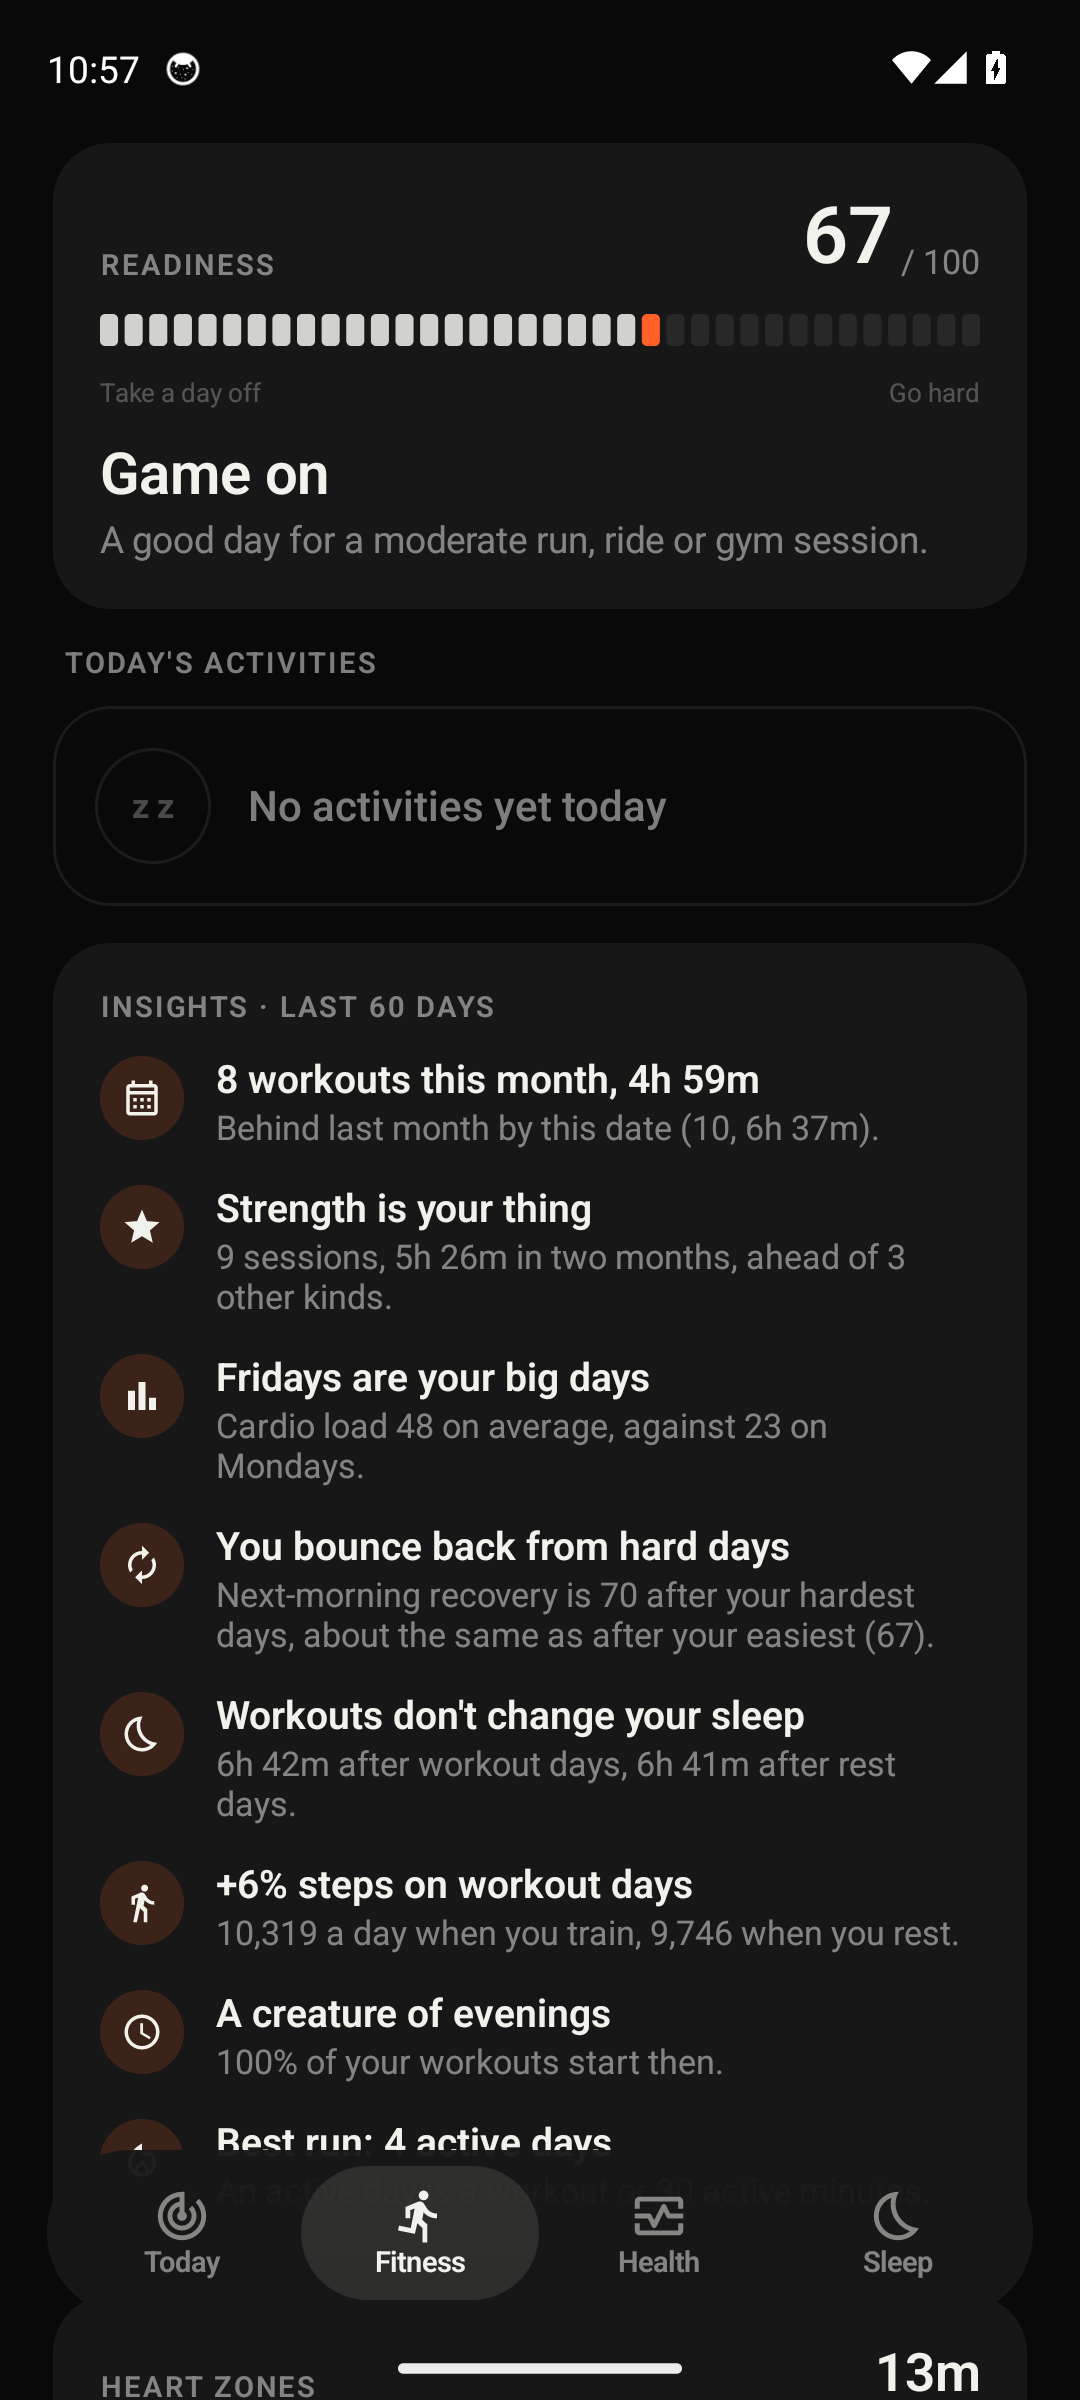 10:57
READINESS
67 / 100
Take a day off
Go hard
Game on
A good day for a moderate run, ride or gym session.
TODAY'S ACTIVITIES
z z
No activities yet today
INSIGHTS · LAST 60 DAYS
8 workouts this month, 4h 59m
Behind last month by this date (10, 6h 37m).
Strength is your thing
9 sessions, 5h 26m in two months, ahead of 3
other kinds.
Fridays are your big days
Cardio load 48 on average, against 23 on
Mondays.
You bounce back from hard days
Next-morning recovery is 70 after your hardest
days, about the same as after your easiest (67).
Workouts don't change your sleep
6h 42m after workout days, 6h 41m after rest
days.
+6% steps on workout days
10,319 a day when you train, 9,746 when you rest.
A creature of evenings
100% of your workouts start then.
Best run: 4 active days
An active day a workout or active minutes.
Today
Fitness
Health
Sleep
HEART ZONES
13m